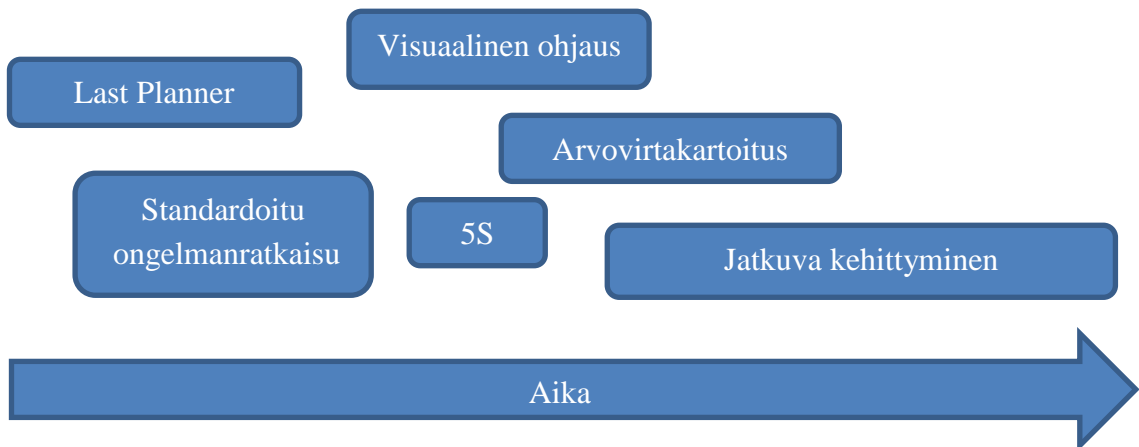 Visuaalinen ohjaus
Last Planner
Arvovirtakartoitus
Standardoitu
ongelmanratkaisu
5S
Jatkuva kehittyminen
Aika